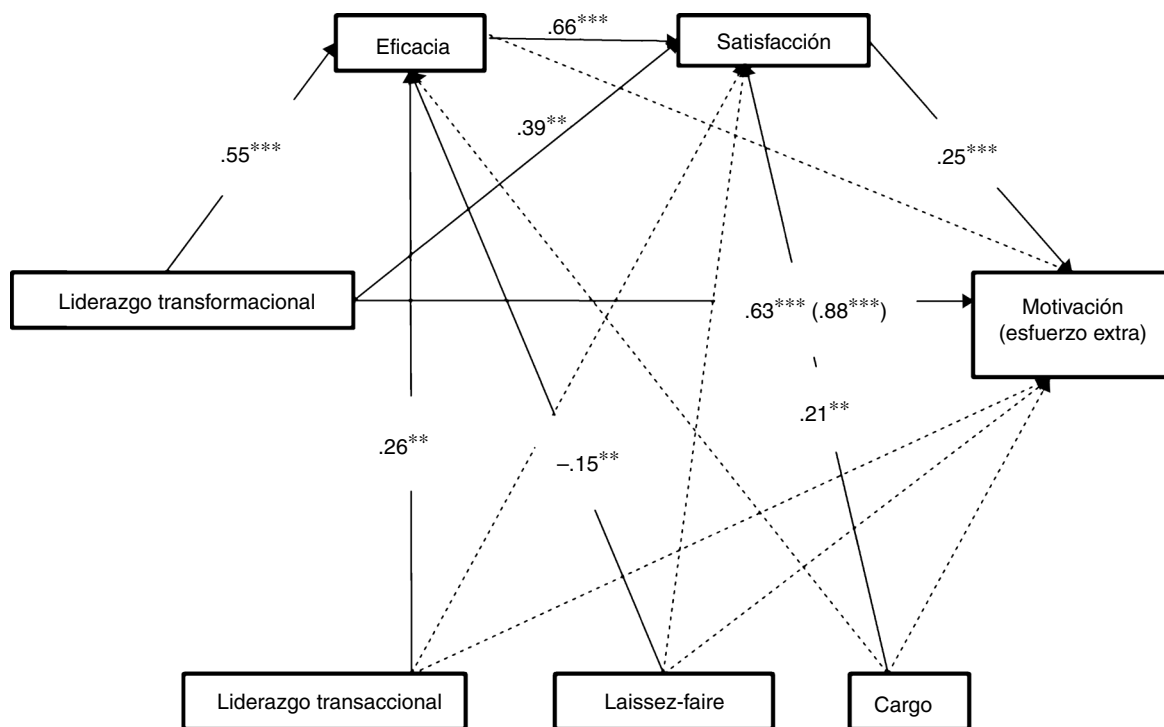 .66***
Eficacia
Satisfacción
.39**
.55***
.25***
Liderazgo transformacional
.63*** (.88***)
Motivación
(esfuerzo extra)
.21**
.26**
–.15**
Liderazgo transaccional
Laissez-faire
Cargo